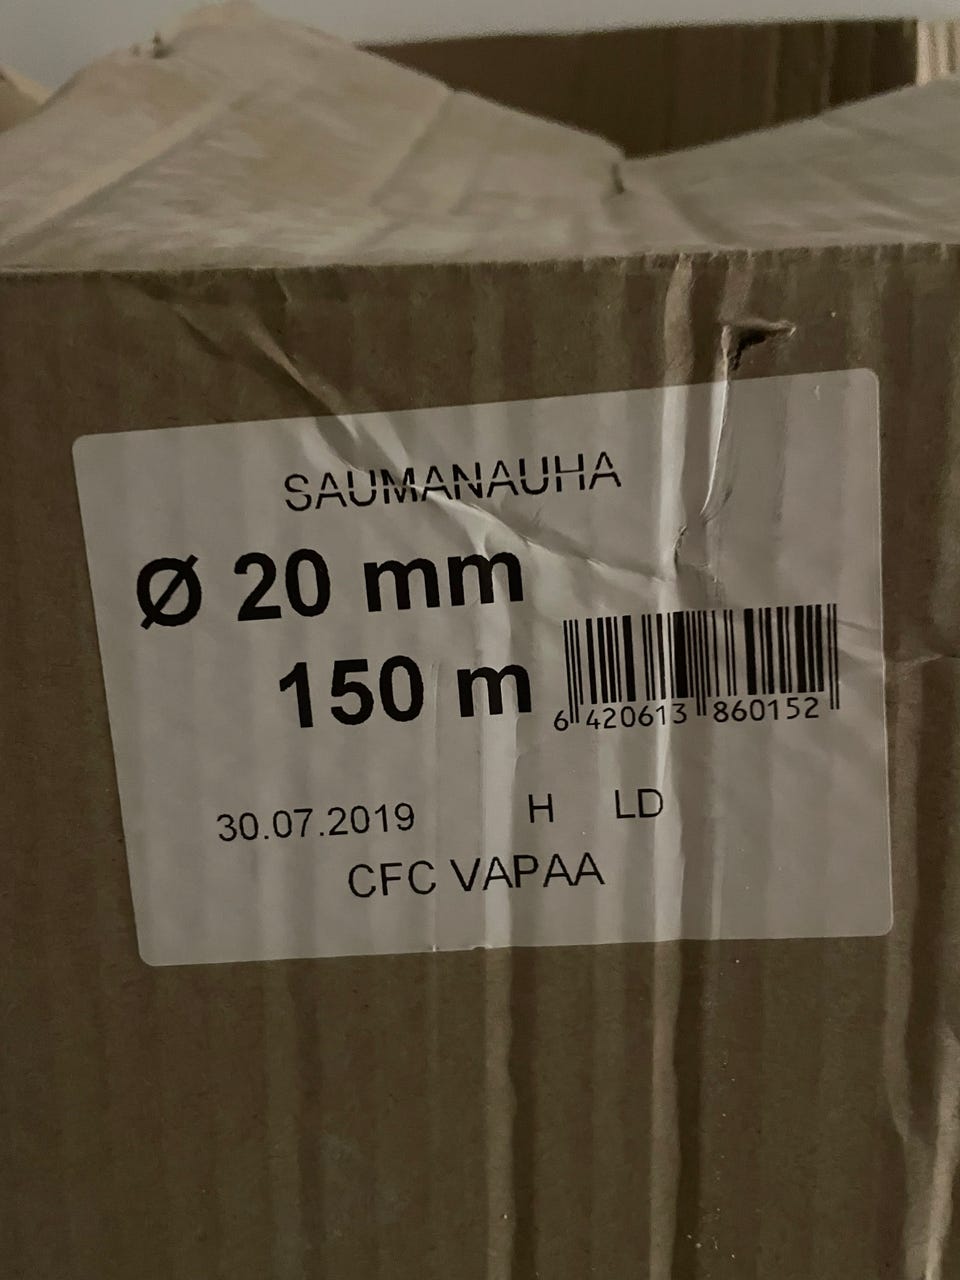 SAUMANAUHA
Ø 20 mm
150 m
6 420613 860152
30.07.2019 H LD
CFC VAPAA